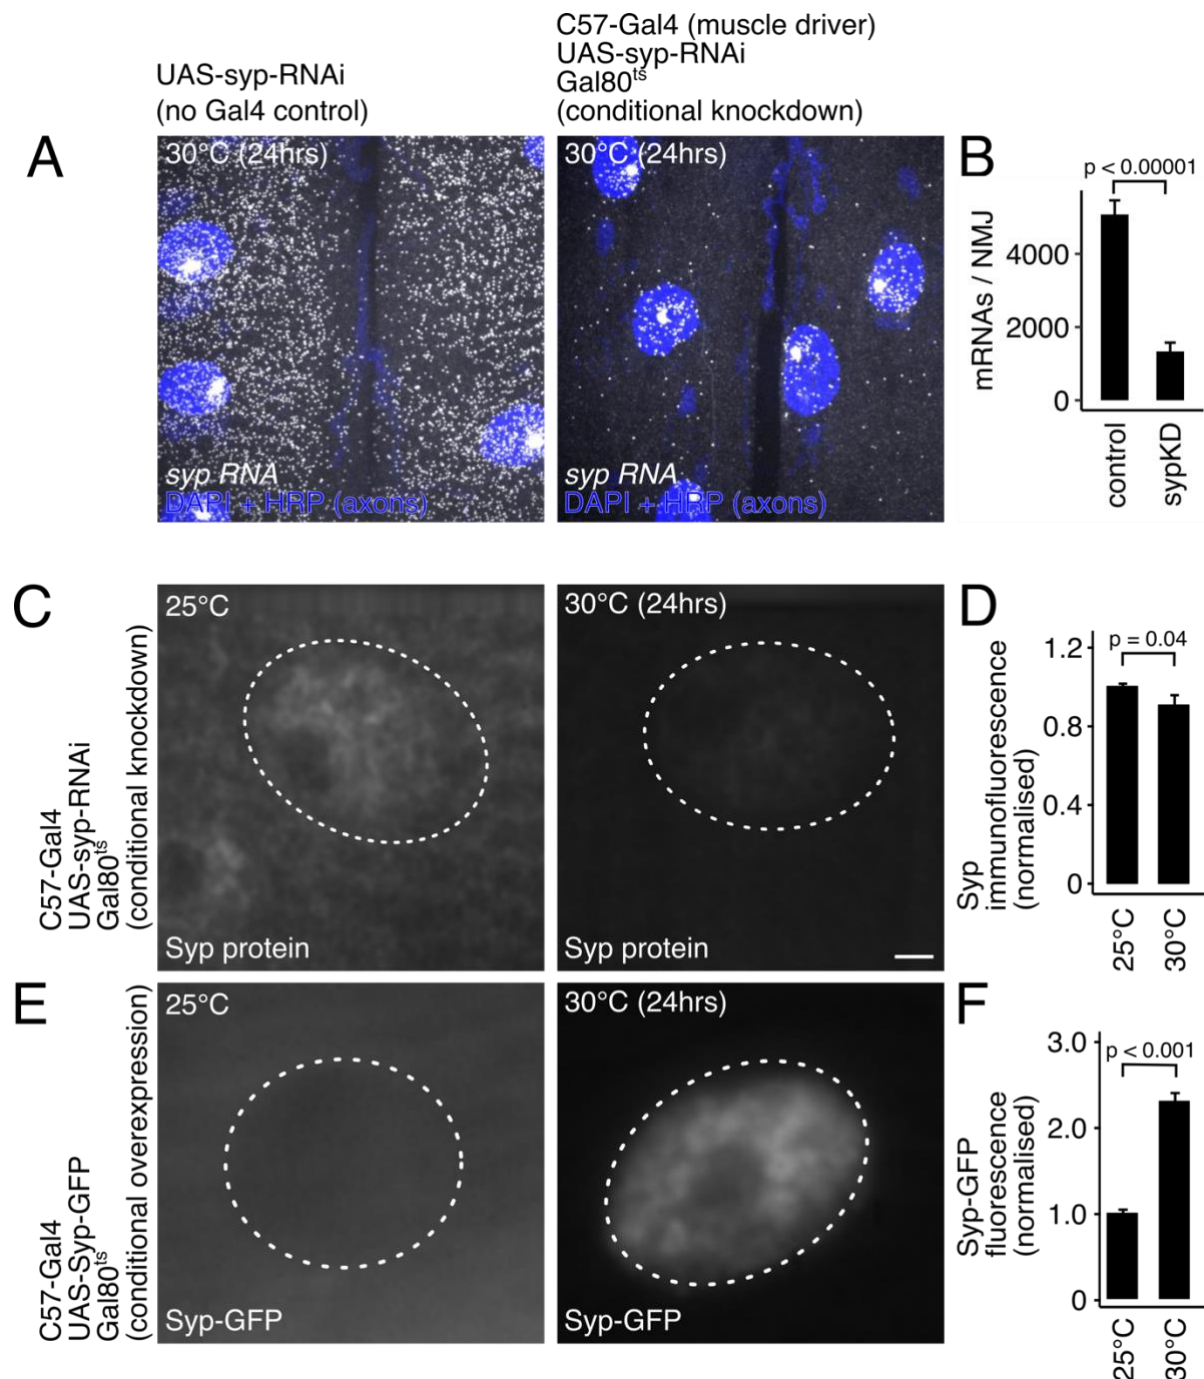 UAS-syp-RNAi
(no Gal4 control)
C57-Gal4 (muscle driver)
UAS-syp-RNAi
Gal80ts
(conditional knockdown)
A
30°C (24hrs)
syp RNA
DAPI + HRP (axons)
30°C (24hrs)
DAPI + HRP (axons)
B
p < 0.00001
mRNAs / NMJ
4000
2000
0
control
sypKD
C
C57-Gal4
UAS-syp-RNAi
Gal80ts
(conditional knockdown)
25°C
Syp protein
30°C (24hrs)
Syp protein
D
p = 0.04
Syp
immunofluorescence
(normalised)
1.2
0.8
0.4
0
25°C
30°C
E
C57-Gal4
UAS-Syp-GFP
Gal80ts
(conditional overexpression)
25°C
Syp-GFP
30°C (24hrs)
Syp-GFP
F
p < 0.001
Syp-GFP
fluorescence
(normalised)
3.0
2.0
1.0
0
25°C
30°C